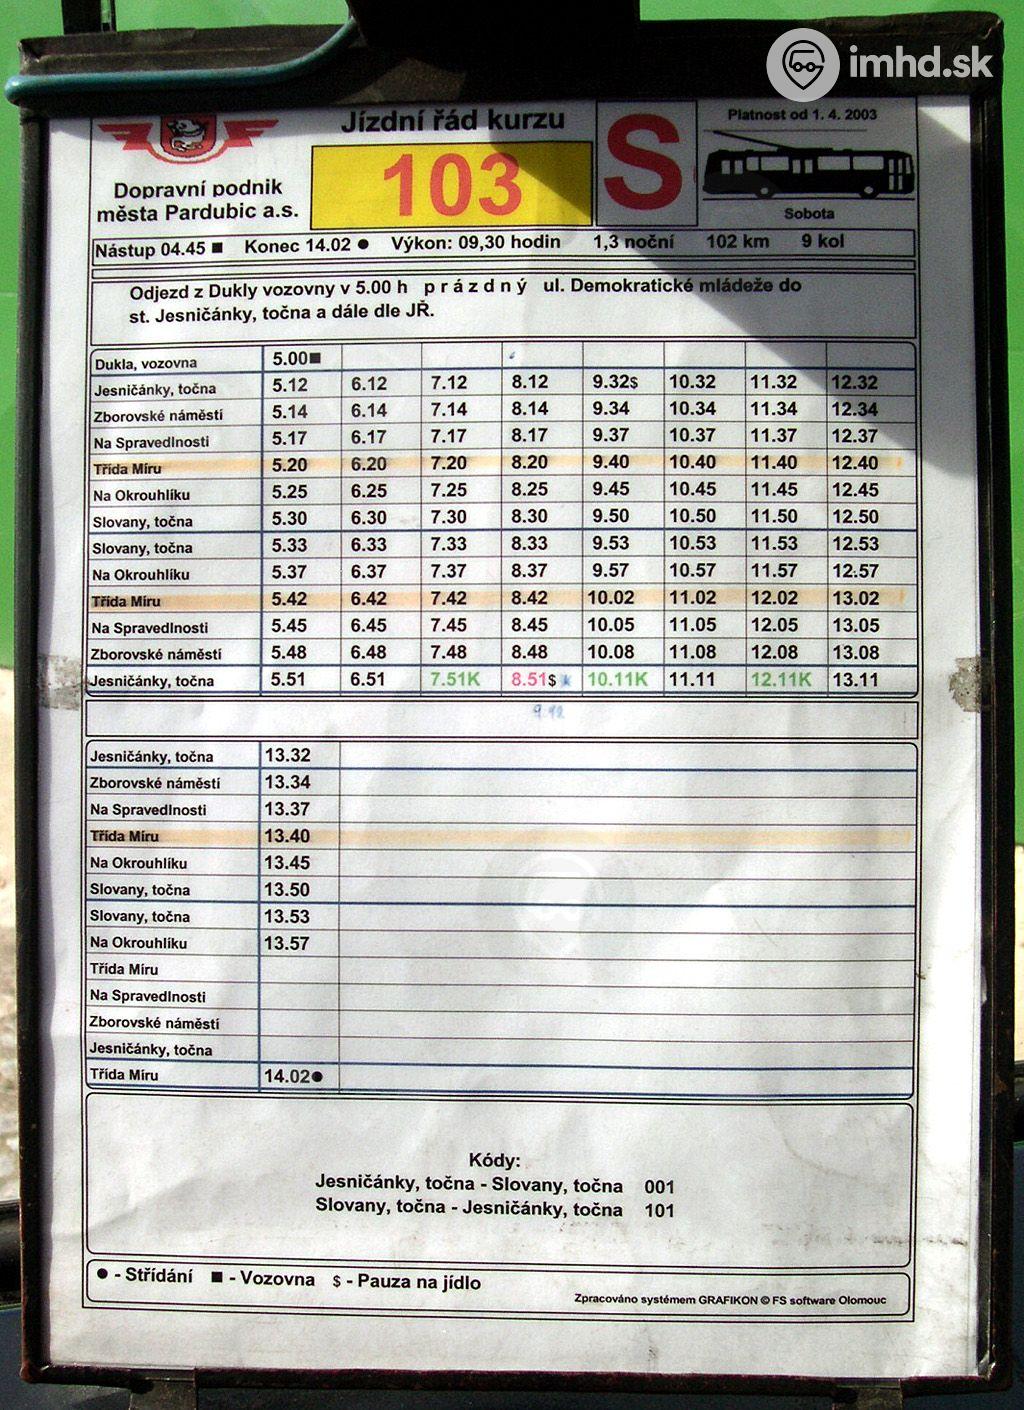 imhd.sk
Jízdní řád kurzu
103
S
Platnost od 1. 4. 2003
Sobota
Dopravní podnik
města Pardubic a.s.
Nástup 04.45 ■ Konec 14.02 ● Výkon: 09,30 hodin 1,3 noční 102 km 9 kol
Odjezd z Dukly vozovny v 5.00 h p r á z d n ý ul. Demokratické mládeže do
st. Jesničánky, točna a dále dle JŘ.
Dukla, vozovna 5.00■
Jesničánky, točna 5.12 6.12 7.12 8.12 9.32$ 10.32 11.32 12.32
Zborovské náměstí 5.14 6.14 7.14 8.14 9.34 10.34 11.34 12.34
Na Spravedlnosti 5.17 6.17 7.17 8.17 9.37 10.37 11.37 12.37
Třída Míru 5.20 6.20 7.20 8.20 9.40 10.40 11.40 12.40
Na Okrouhlíku 5.25 6.25 7.25 8.25 9.45 10.45 11.45 12.45
Slovany, točna 5.30 6.30 7.30 8.30 9.50 10.50 11.50 12.50
Slovany, točna 5.33 6.33 7.33 8.33 9.53 10.53 11.53 12.53
Na Okrouhlíku 5.37 6.37 7.37 8.37 9.57 10.57 11.57 12.57
Třída Míru 5.42 6.42 7.42 8.42 10.02 11.02 12.02 13.02
Na Spravedlnosti 5.45 6.45 7.45 8.45 10.05 11.05 12.05 13.05
Zborovské náměstí 5.48 6.48 7.48 8.48 10.08 11.08 12.08 13.08
Jesničánky, točna 5.51 6.51 7.51K 8.51$ 10.11K 11.11 12.11K 13.11
Jesničánky, točna 13.32
Zborovské náměstí 13.34
Na Spravedlnosti 13.37
Třída Míru 13.40
Na Okrouhlíku 13.45
Slovany, točna 13.50
Slovany, točna 13.53
Na Okrouhlíku 13.57
Třída Míru
Na Spravedlnosti
Zborovské náměstí
Jesničánky, točna
Třída Míru 14.02●
Kódy:
Jesničánky, točna - Slovany, točna 001
Slovany, točna - Jesničánky, točna 101
● - Střídání ■ - Vozovna $ - Pauza na jídlo
Zpracováno systémem GRAFIKON © FS software Olomouc